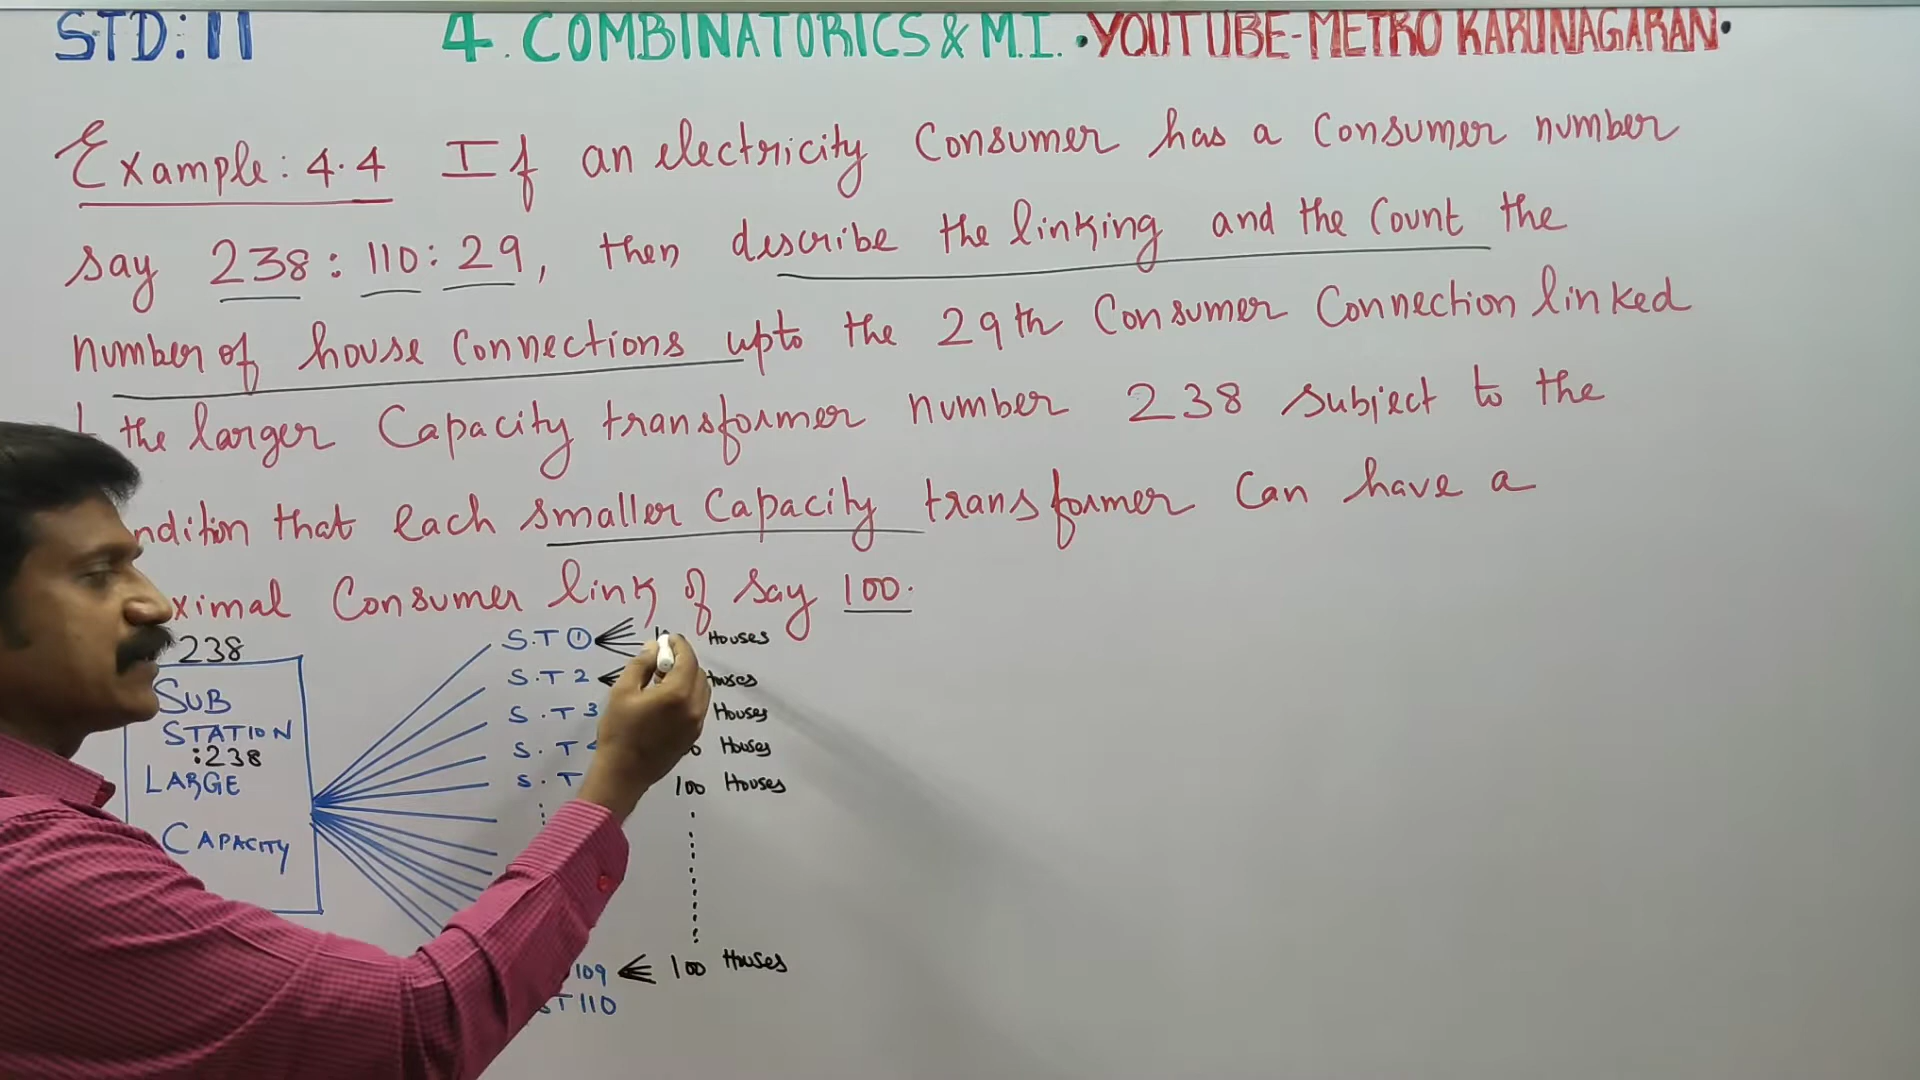 STD: 11 4. COMBINATORICS & M.I. • YOUTUBE-METRO KARUNAGARAN •
Example: 4.4 If an electricity Consumer has a Consumer number
say 238 : 110 : 29, then describe the linking and the Count the
number of house Connections upto the 29th Consumer Connection linked
the larger Capacity transformer number 238 subject to the
ndition that each smaller Capacity transformer Can have a
ximal Consumer link of say 100.
238
SUB
STATION
:238
LARGE
CAPACITY
S.T 1 Houses
S.T 2
S.T 3 Houses
S.T Houses
S.T 100 Houses
109 100 Houses
ST 110